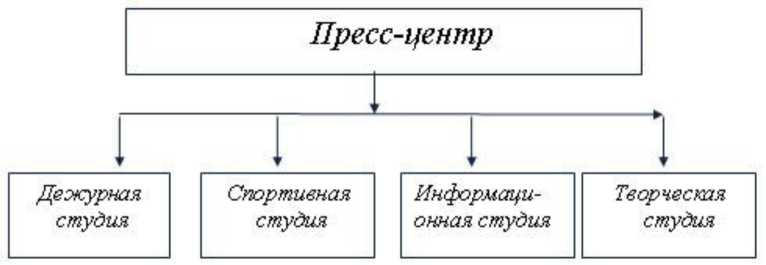 Пресс-центр
Дежурная
студия
Спортивная
студия
Информаци-
онная студия
Творческая
студия